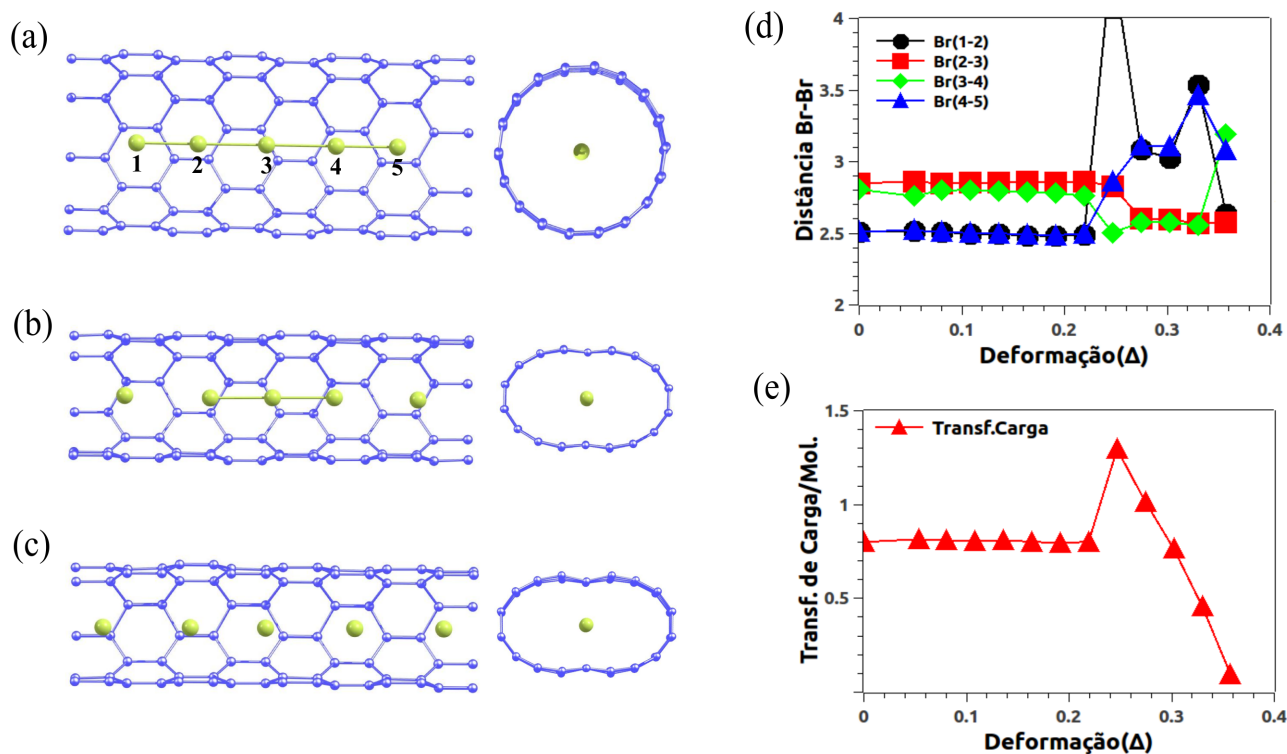 (a)
1 2 3 4 5
(b)
(c)
(d)
4
3.5
3
2.5
2
Distância Br-Br
Br(1-2)
Br(2-3)
Br(3-4)
Br(4-5)
0 0.1 0.2 0.3 0.4
Deformação(Δ)
(e)
1.5
1
0.5
Transf. de Carga/Mol.
Transf.Carga
0 0.1 0.2 0.3 0.4
Deformação(Δ)